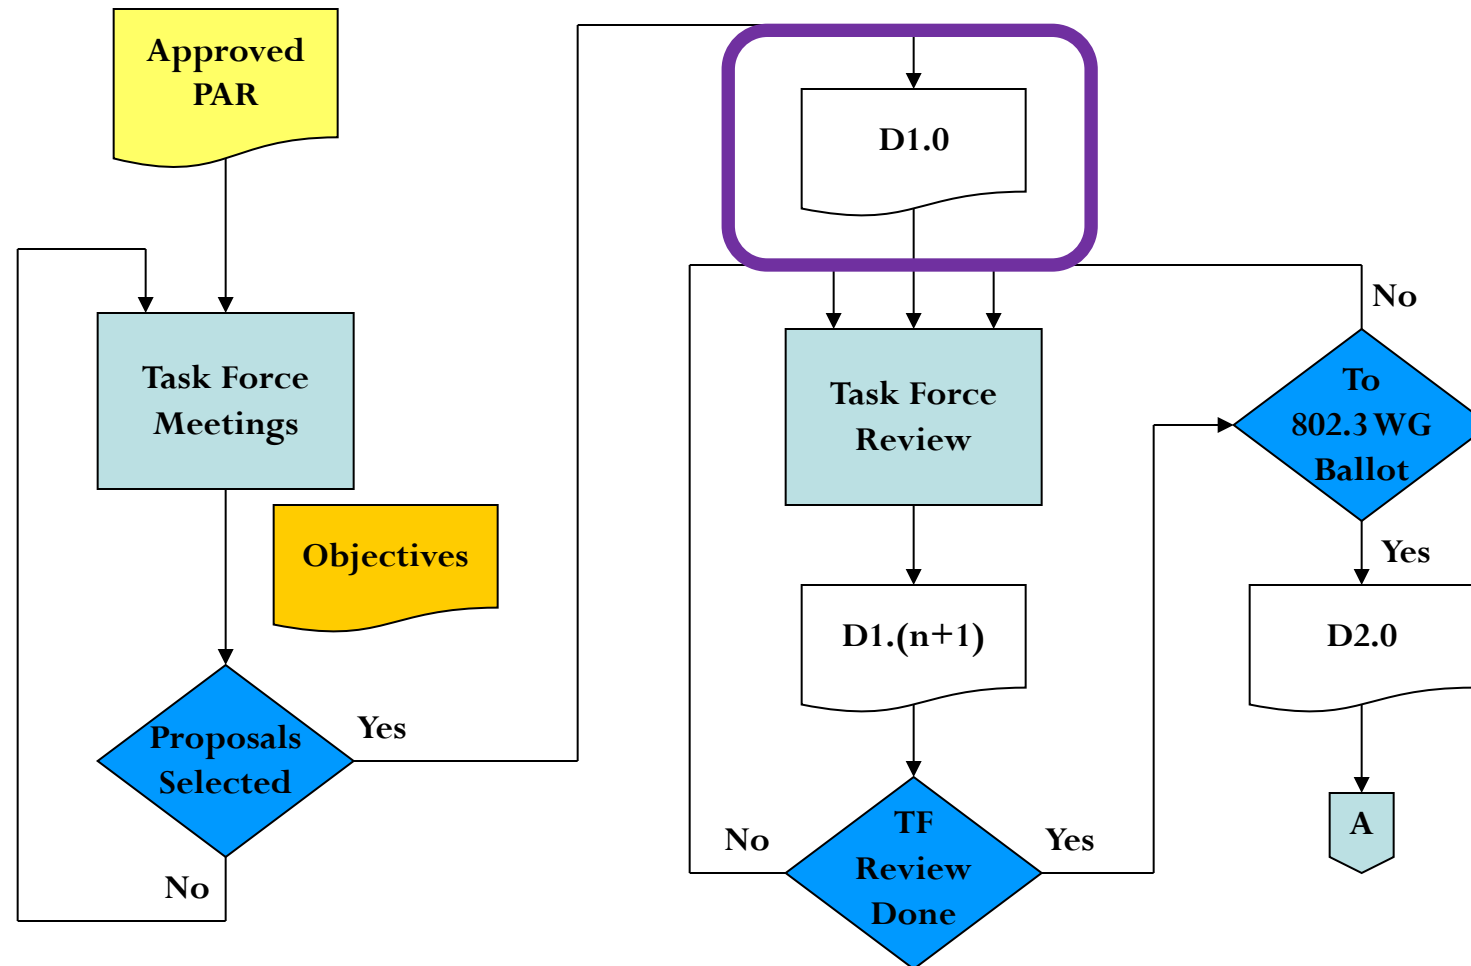 Approved
PAR
Task Force
Meetings
Objectives
Proposals
Selected
Yes
No
D1.0
Task Force
Review
D1.(n+1)
TF
Review
Done
No
Yes
To
802.3 WG
Ballot
No
Yes
D2.0
A